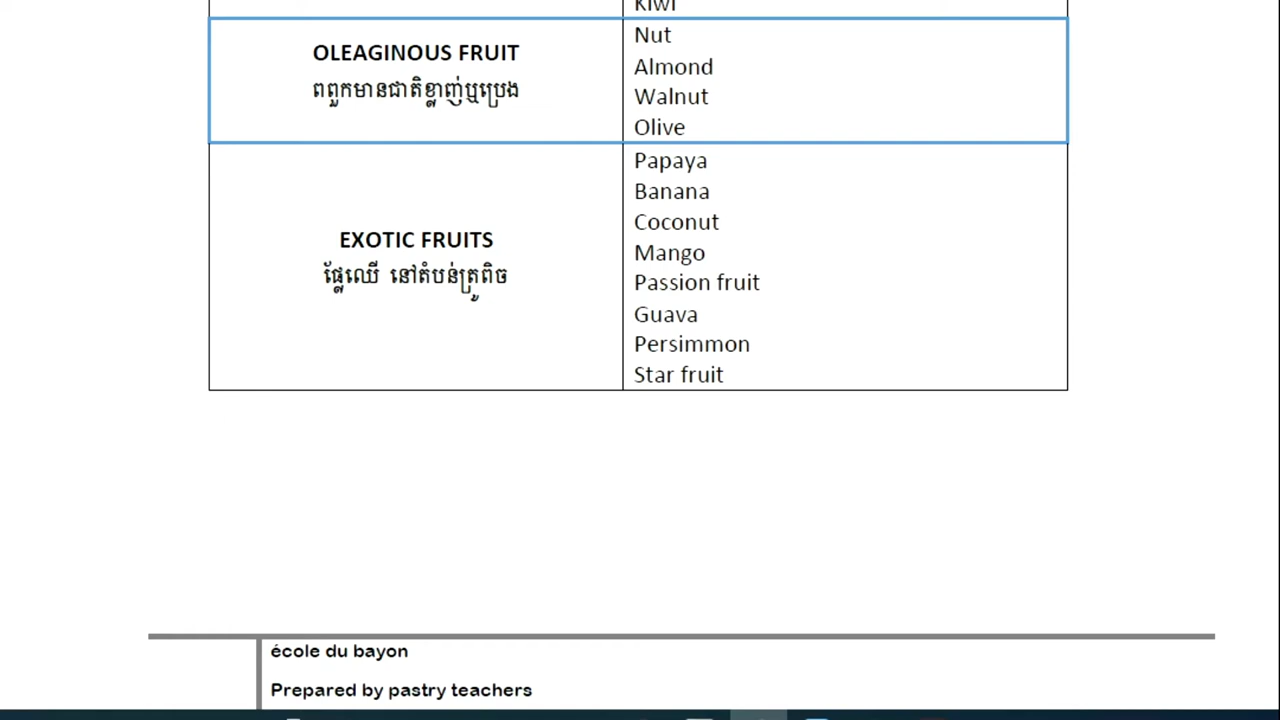 Kiwi
OLEAGINOUS FRUIT
ពពួកមានជាតិខ្លាញ់ឬប្រេង
Nut
Almond
Walnut
Olive
EXOTIC FRUITS
ផ្លែឈើ នៅតំបន់ត្រូពិច
Papaya
Banana
Coconut
Mango
Passion fruit
Guava
Persimmon
Star fruit
école du bayon
Prepared by pastry teachers